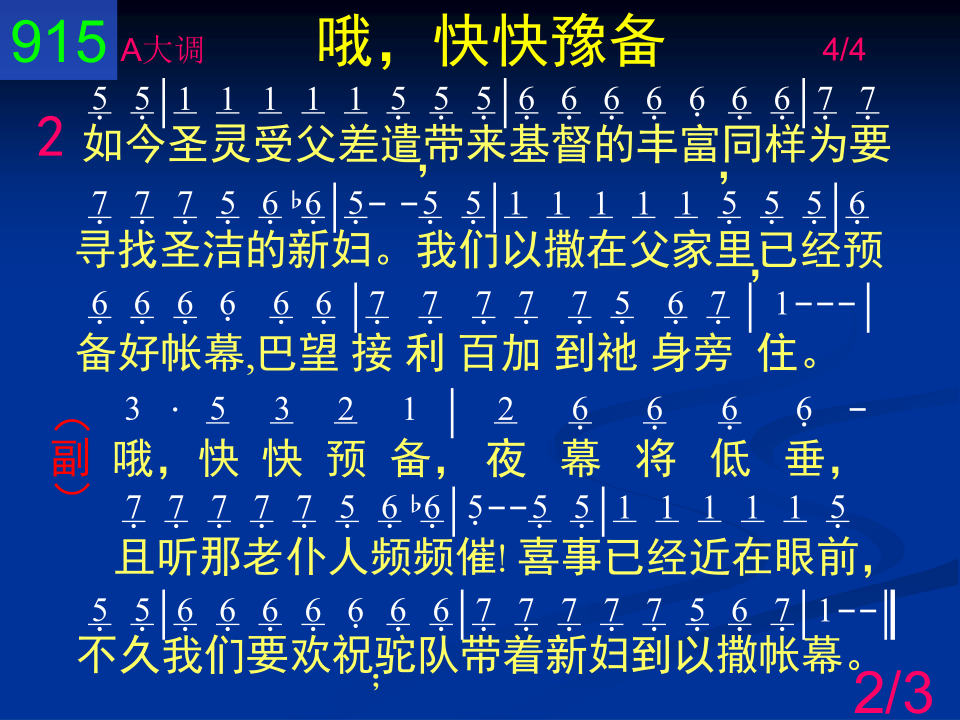 915 A大调 哦，快快豫备 4/4
5 5|1 1 1 1 1 5 5 5|6 6 6 6 6 6 6|7 7
2 如今圣灵受父差遣,带来基督的丰富,同样为要
7 7 7 5 6 ♭6|5- -5 5|1 1 1 1 1 5 5 5|6
寻找圣洁的新妇。我们以撒在父家里,已经预
6 6 6 6 6 6|7 7 7 7 7 5 6 7|1---|
备好帐幕,巴望 接 利 百加 到祂 身旁 住。
3 · 5 3 2 1|2 6 6 6 6 -
（副）哦，快 快 预 备，夜 幕 将 低 垂，
7 7 7 7 7 5 6 ♭6|5--5 5|1 1 1 1 1 5
且听那老仆人频频催! 喜事已经近在眼前，
5 5|6 6 6 6 6 6 6|7 7 7 7 7 5 6 7|1--‖
不久我们要欢祝;驼队带着新妇到以撒帐幕。
2/3